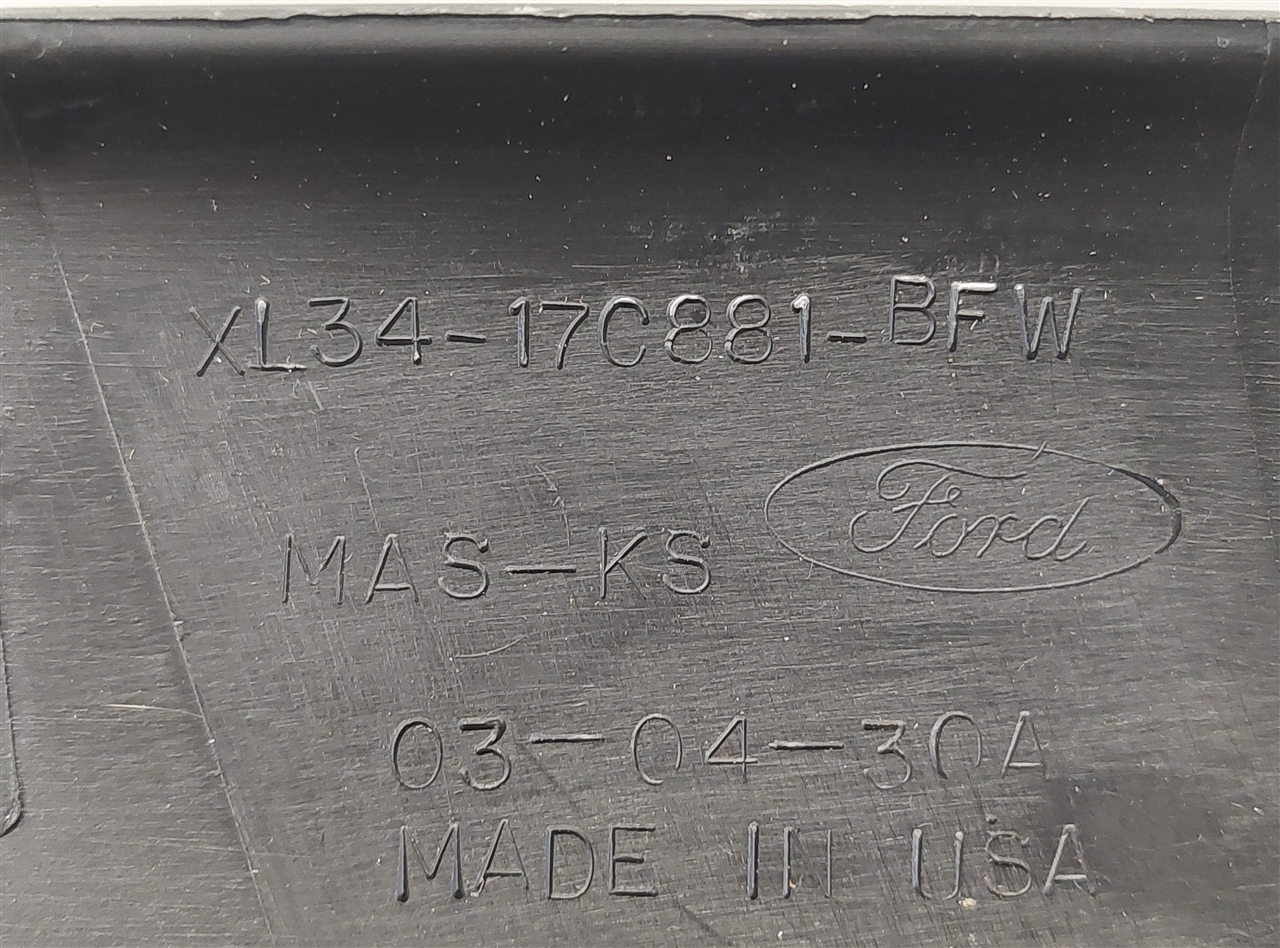 XL34-17C881-BFW
Ford
MAS-KS
03-04-30A
MADE IN USA